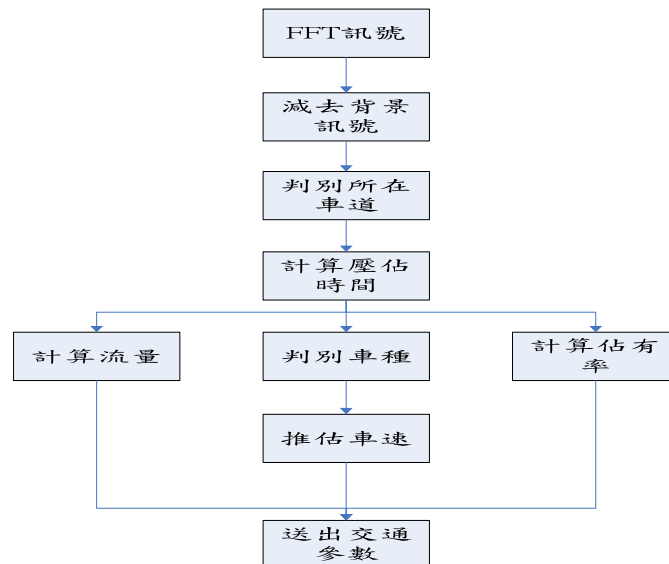 FFT訊號
減去背景
訊號
判別所在
車道
計算壓佔
時間
計算流量
判別車種
計算佔有
率
推估車速
送出交通
參數